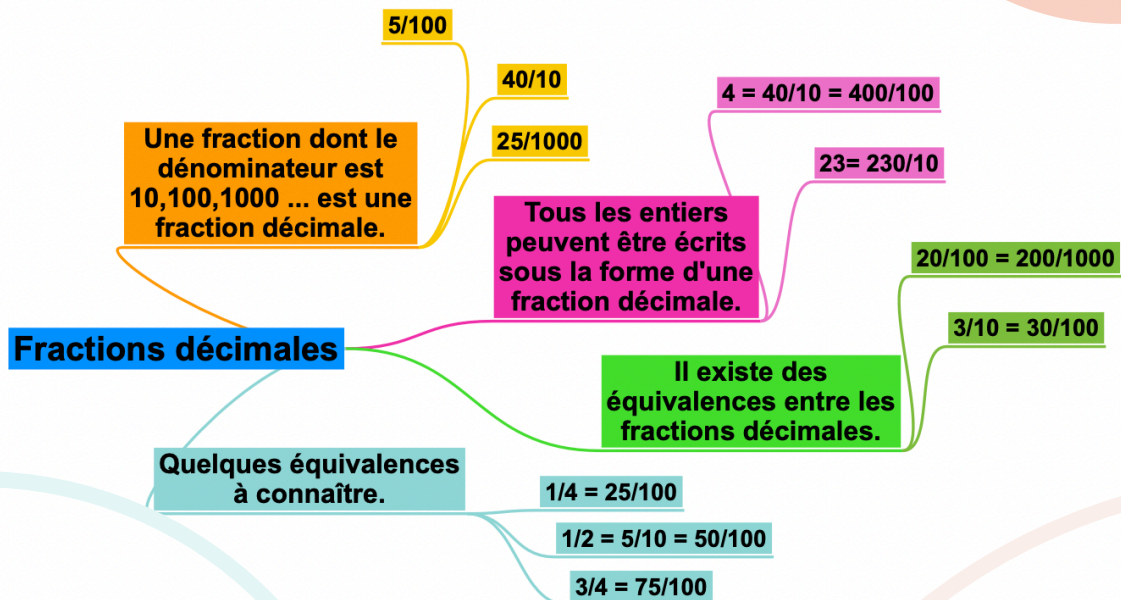 Fractions décimales
Une fraction dont le
dénominateur est
10,100,1000 ... est une
fraction décimale.
5/100
40/10
25/1000
Tous les entiers
peuvent être écrits
sous la forme d'une
fraction décimale.
4 = 40/10 = 400/100
23= 230/10
Il existe des
équivalences entre les
fractions décimales.
20/100 = 200/1000
3/10 = 30/100
Quelques équivalences
à connaître.
1/4 = 25/100
1/2 = 5/10 = 50/100
3/4 = 75/100